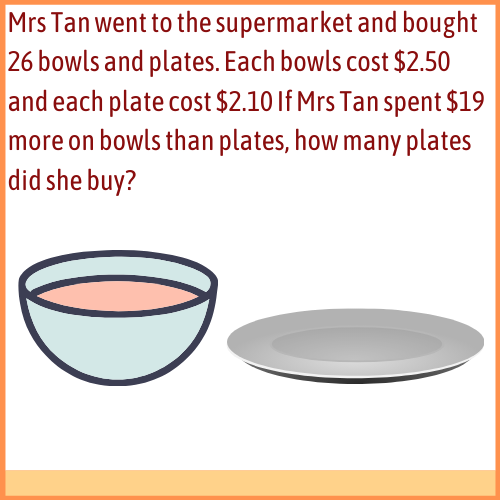 Mrs Tan went to the supermarket and bought
26 bowls and plates. Each bowls cost $2.50
and each plate cost $2.10 If Mrs Tan spent $19
more on bowls than plates, how many plates
did she buy?